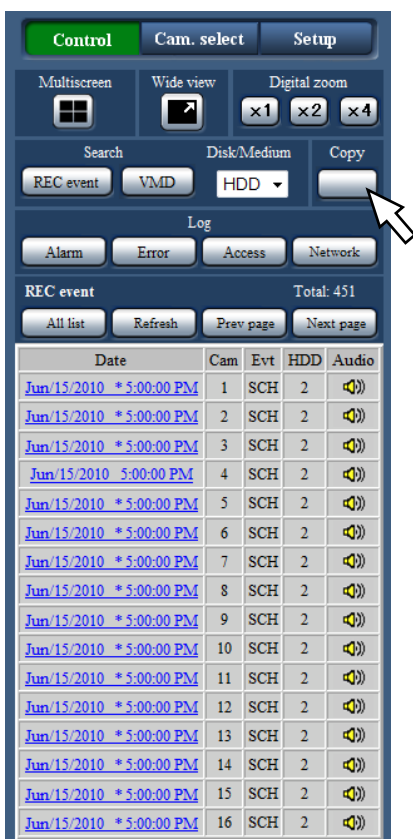 Control Cam. select Setup
Multiscreen Wide view Digital zoom
x1 x2 x4
Search Disk/Medium Copy
REC event VMD HDD
Log
Alarm Error Access Network
REC event Total: 451
All list Refresh Prev page Next page
Date Cam Evt HDD Audio
Jun/15/2010 * 5:00:00 PM 1 SCH 2
Jun/15/2010 * 5:00:00 PM 2 SCH 2
Jun/15/2010 * 5:00:00 PM 3 SCH 2
Jun/15/2010 5:00:00 PM 4 SCH 2
Jun/15/2010 * 5:00:00 PM 5 SCH 2
Jun/15/2010 * 5:00:00 PM 6 SCH 2
Jun/15/2010 * 5:00:00 PM 7 SCH 2
Jun/15/2010 * 5:00:00 PM 8 SCH 2
Jun/15/2010 * 5:00:00 PM 9 SCH 2
Jun/15/2010 * 5:00:00 PM 10 SCH 2
Jun/15/2010 * 5:00:00 PM 11 SCH 2
Jun/15/2010 * 5:00:00 PM 12 SCH 2
Jun/15/2010 * 5:00:00 PM 13 SCH 2
Jun/15/2010 * 5:00:00 PM 14 SCH 2
Jun/15/2010 * 5:00:00 PM 15 SCH 2
Jun/15/2010 * 5:00:00 PM 16 SCH 2